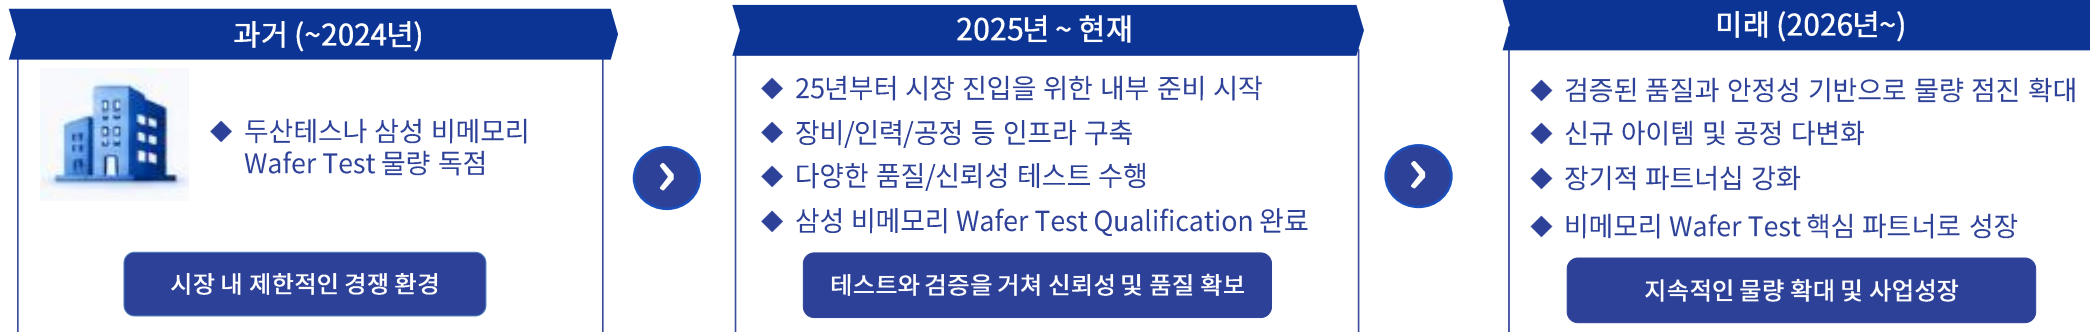 과거 (~2024년)
두산테스나 삼성 비메모리
Wafer Test 물량 독점
시장 내 제한적인 경쟁 환경
2025년 ~ 현재
25년부터 시장 진입을 위한 내부 준비 시작
장비/인력/공정 등 인프라 구축
다양한 품질/신뢰성 테스트 수행
삼성 비메모리 Wafer Test Qualification 완료
테스트와 검증을 거쳐 신뢰성 및 품질 확보
미래 (2026년~)
검증된 품질과 안정성 기반으로 물량 점진 확대
신규 아이템 및 공정 다변화
장기적 파트너십 강화
비메모리 Wafer Test 핵심 파트너로 성장
지속적인 물량 확대 및 사업성장